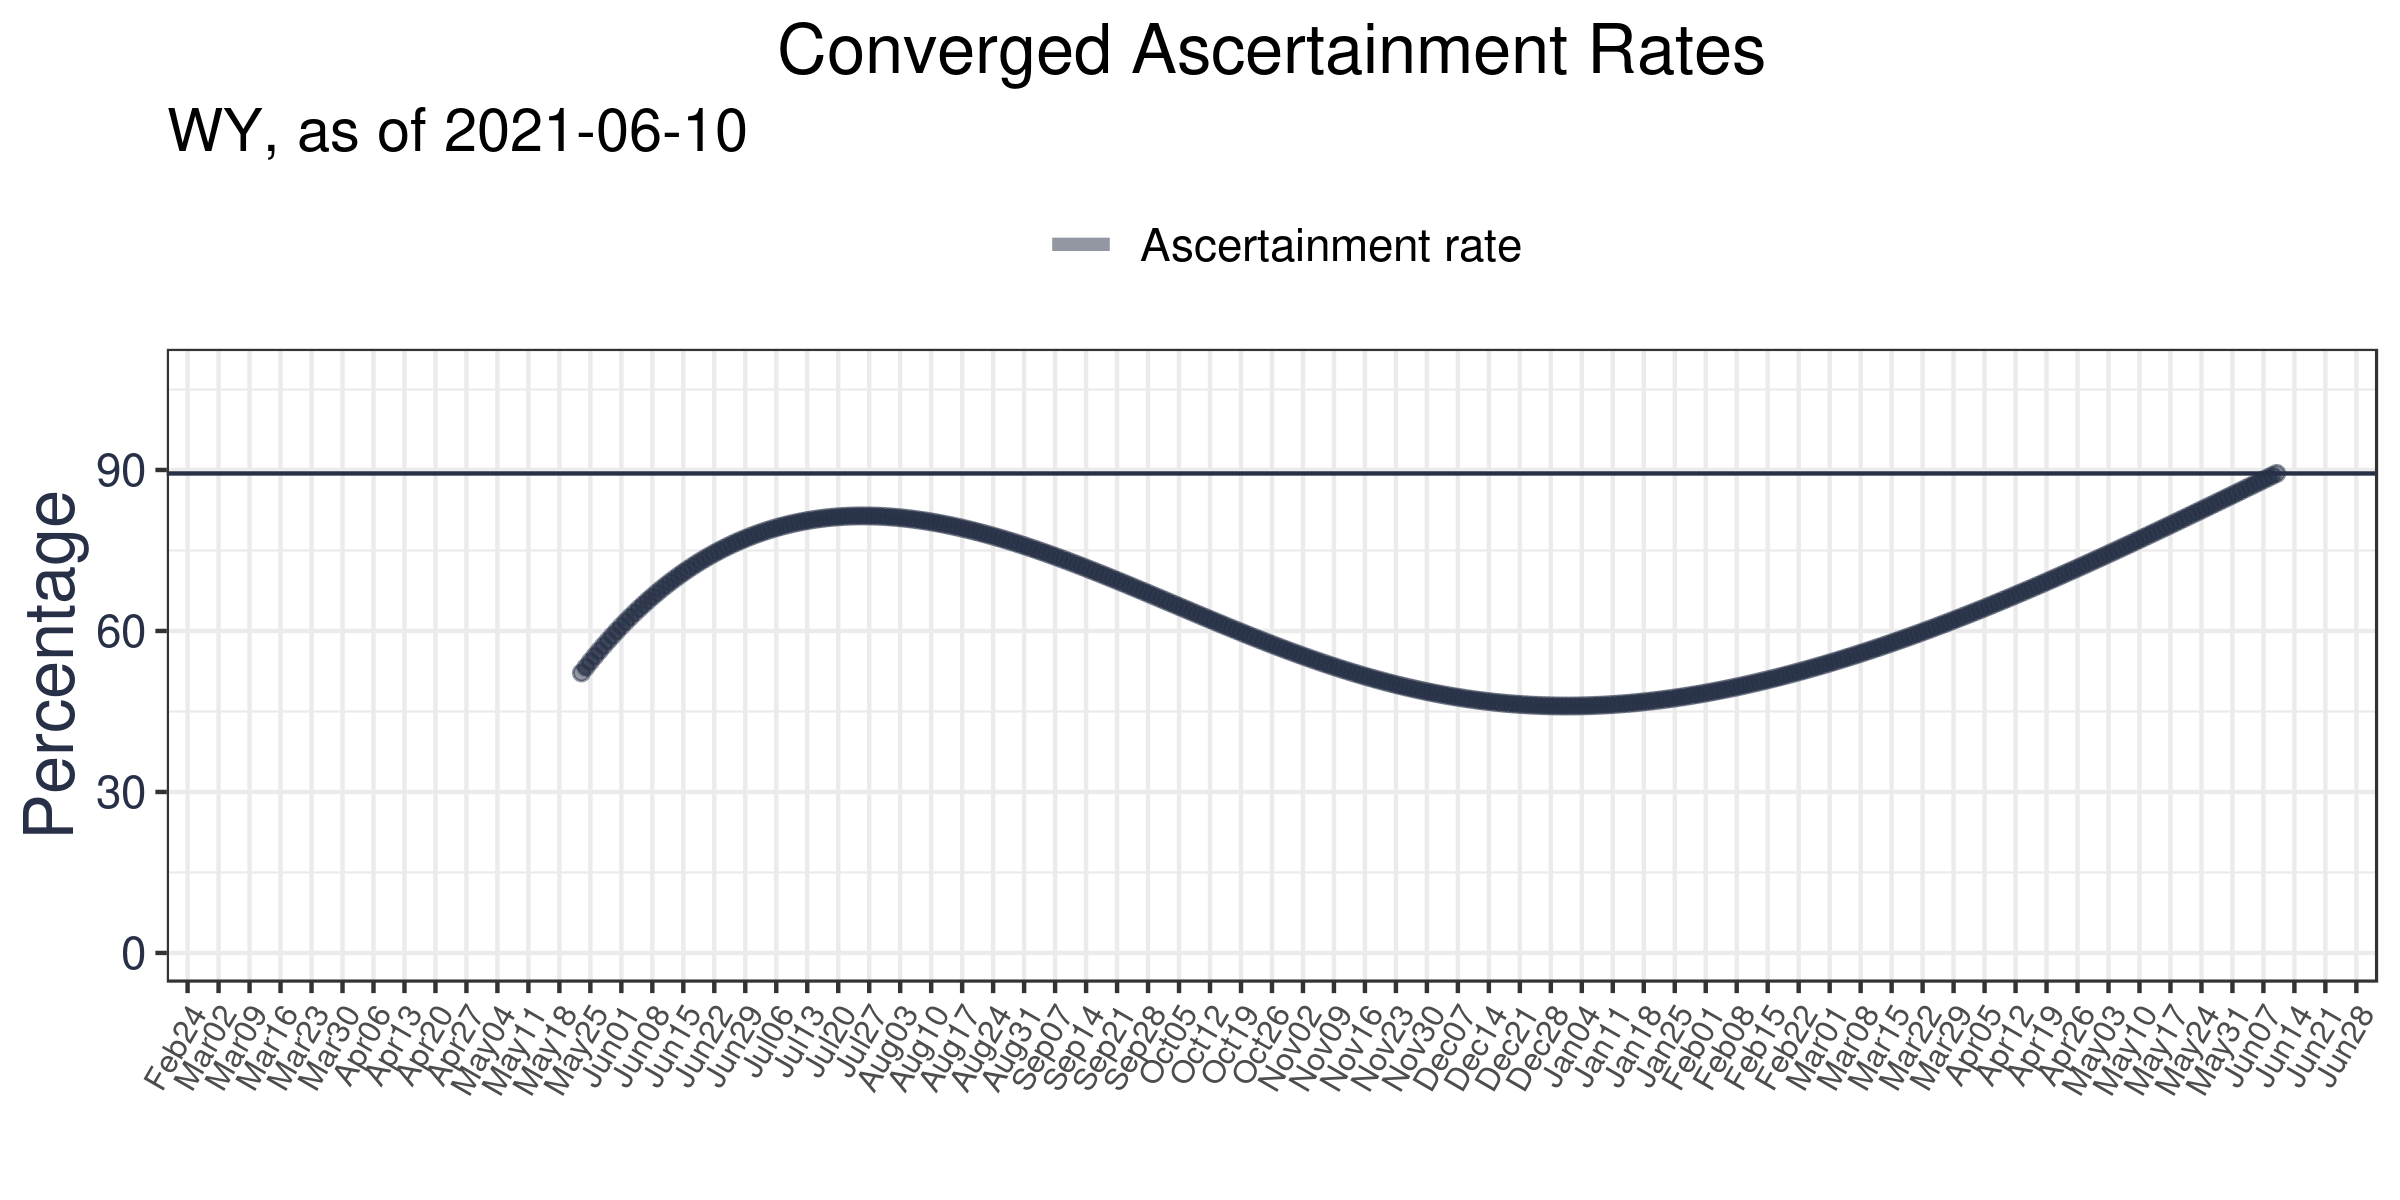 Converged Ascertainment Rates
WY, as of 2021-06-10
Ascertainment rate
Percentage
90
60
30
0
Feb24 Mar02 Mar09 Mar16 Mar23 Mar30 Apr06 Apr13 Apr20 Apr27 May04 May11 May18 May25 Jun01 Jun08 Jun15 Jun22 Jun29 Jul06 Jul13 Jul20 Jul27 Aug03 Aug10 Aug17 Aug24 Aug31 Sep07 Sep14 Sep21 Sep28 Oct05 Oct12 Oct19 Oct26 Nov02 Nov09 Nov16 Nov23 Nov30 Dec07 Dec14 Dec21 Dec28 Jan04 Jan11 Jan18 Jan25 Feb01 Feb08 Feb15 Feb22 Mar01 Mar08 Mar15 Mar22 Mar29 Apr05 Apr12 Apr19 Apr26 May03 May10 May17 May24 May31 Jun07 Jun14 Jun21 Jun28